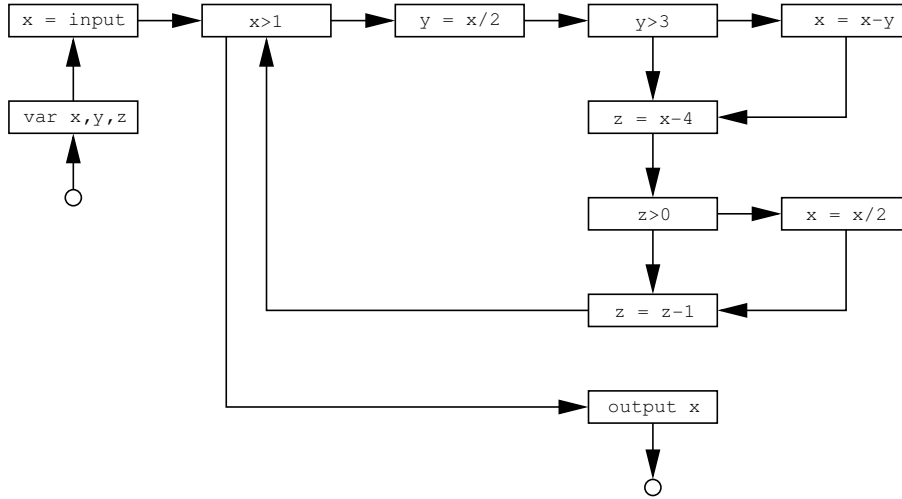 x = input
x>1
y = x/2
y>3
x = x-y
var x,y,z
z = x-4
z>0
x = x/2
z = z-1
output x